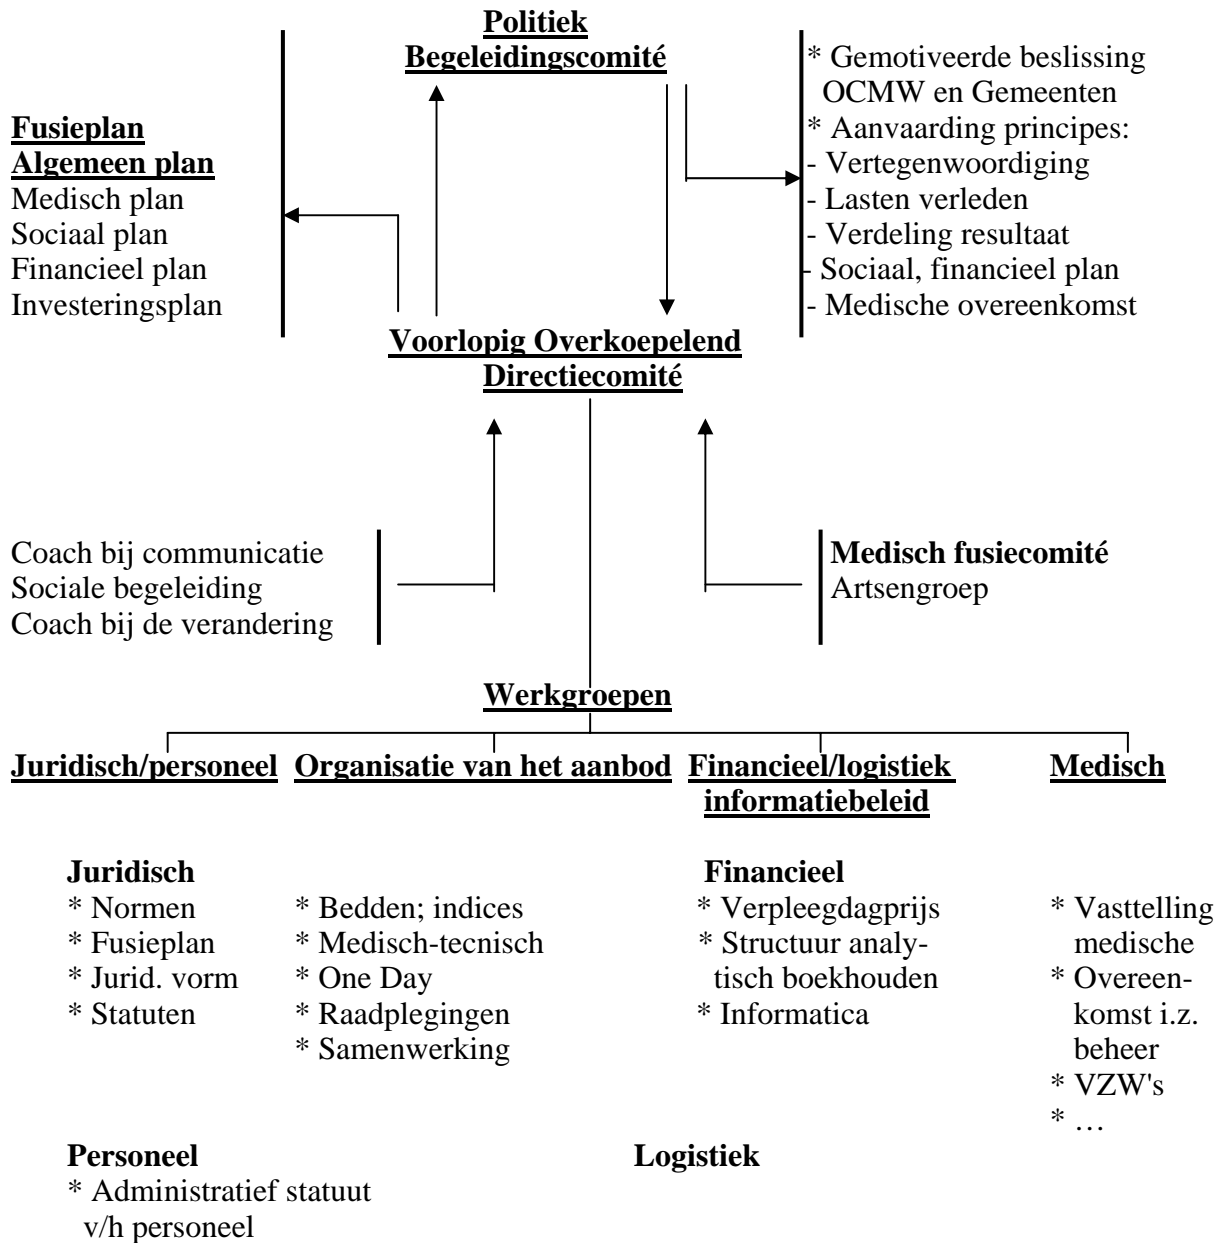 Politiek
Begeleidingscomité
Fusieplan
Algemeen plan
Medisch plan
Sociaal plan
Financieel plan
Investeringsplan
* Gemotiveerde beslissing
OCMW en Gemeenten
* Aanvaarding principes:
- Vertegenwoordiging
- Lasten verleden
- Verdeling resultaat
- Sociaal, financieel plan
- Medische overeenkomst
Voorlopig Overkoepelend
Directiecomité
Coach bij communicatie
Sociale begeleiding
Coach bij de verandering
Medisch fusiecomité
Artsengroep
Werkgroepen
Juridisch/personeel
Organisatie van het aanbod
Financieel/logistiek
informatiebeleid
Medisch
Juridisch
* Normen
* Fusieplan
* Jurid. vorm
* Statuten
* Bedden; indices
* Medisch-tecnisch
* One Day
* Raadplegingen
* Samenwerking
Financieel
* Verpleegdagprijs
* Structuur analy-
tisch boekhouden
* Informatica
* Vasttelling
medische
* Overeen-
komst i.z.
beheer
* VZW's
* …
Personeel
* Administratief statuut
v/h personeel
Logistiek